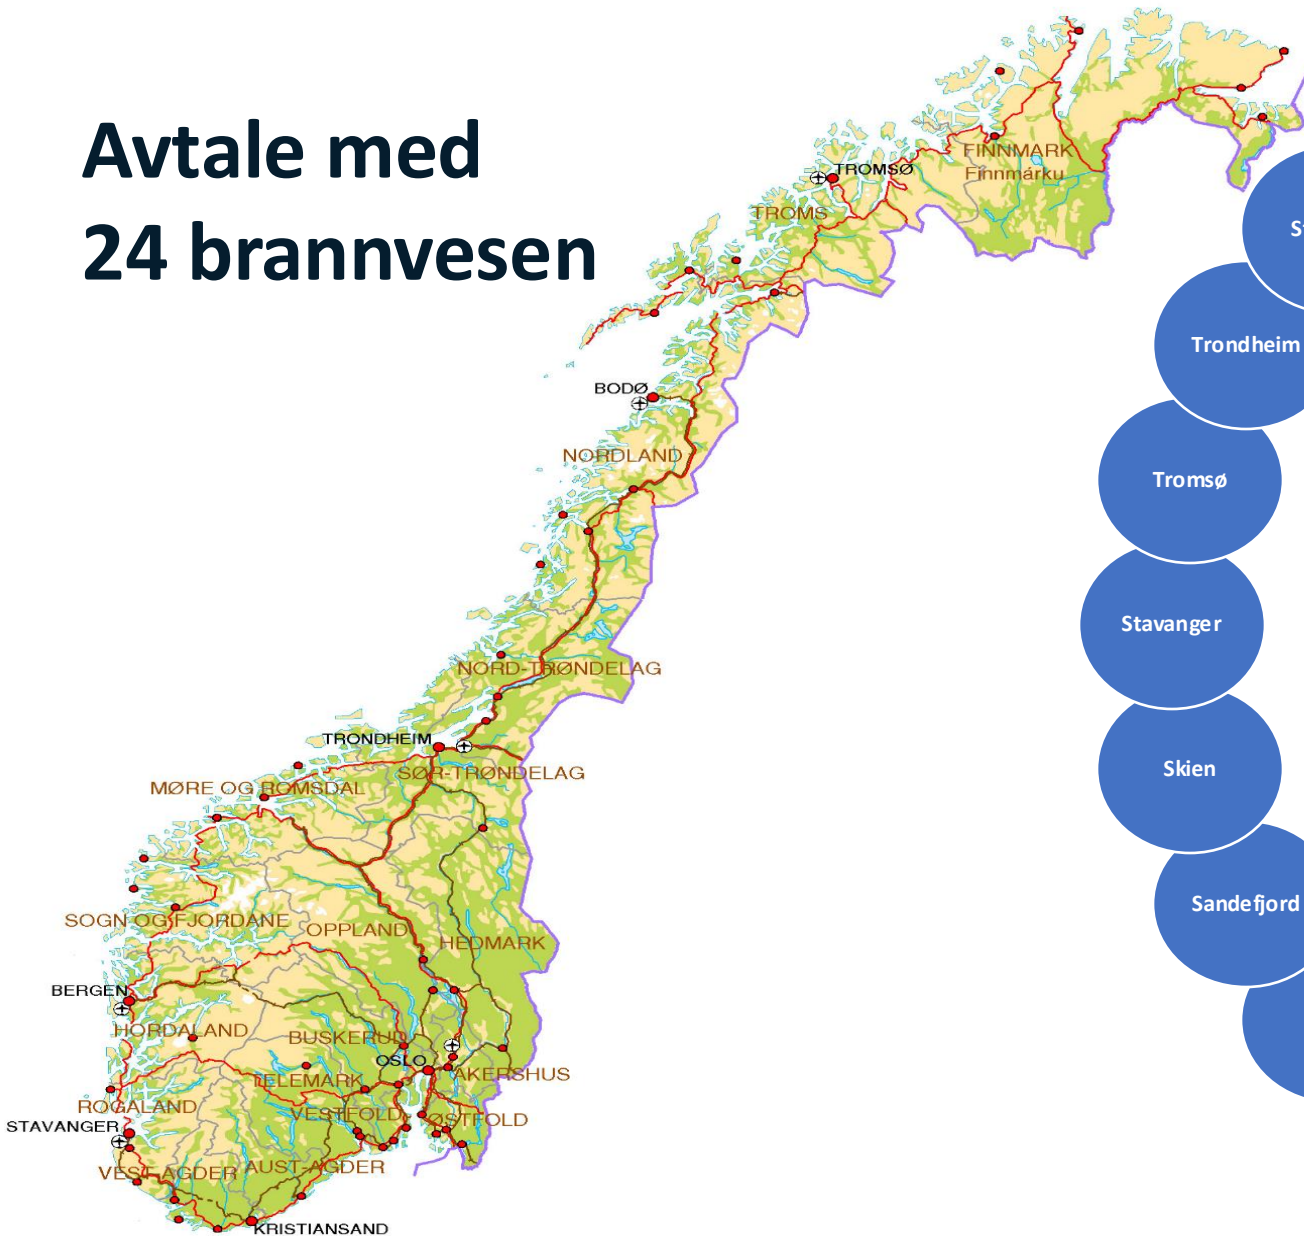 Avtale med
24 brannvesen
FINNMARK
Finnmárku
TROMSØ
TROMS
BODØ
NORDLAND
NORD-TRØNDELAG
TRONDHEIM
SØR-TRØNDELAG
MØRE OG ROMSDAL
SOGN OG FJORDANE
OPPLAND
HEDMARK
BERGEN
HORDALAND
BUSKERUD
OSLO
AKERSHUS
TELEMARK
ROGALAND
VESTFOLD
ØSTFOLD
STAVANGER
VEST-AGDER
AUST-AGDER
KRISTIANSAND
Trondheim
Tromsø
Stavanger
Skien
Sandefjord